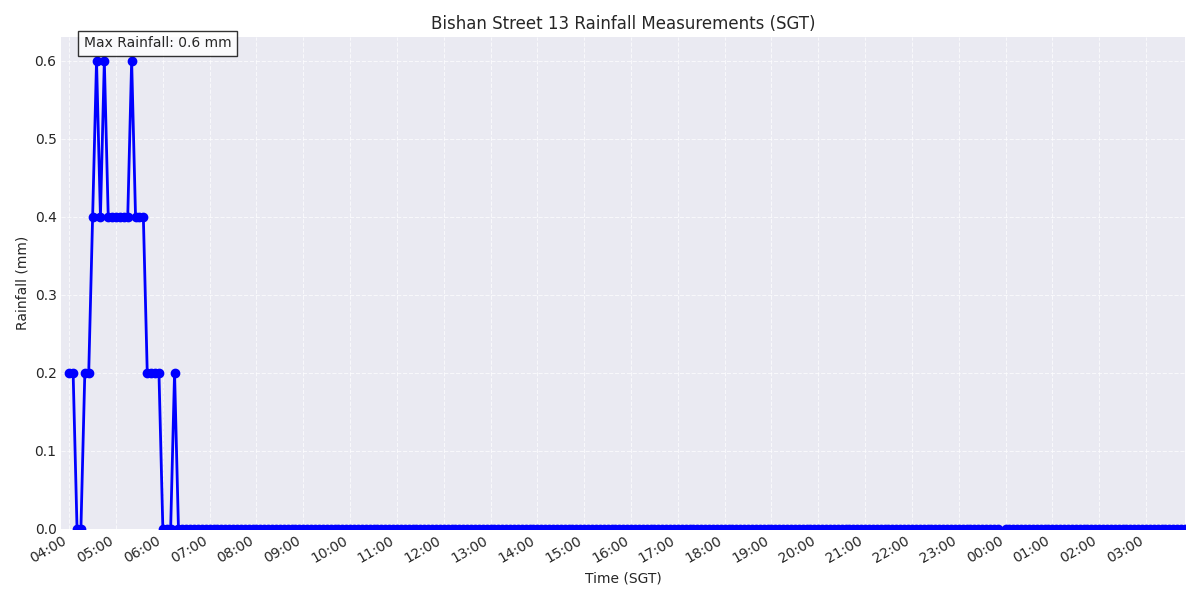 Bishan Street 13 Rainfall Measurements (SGT)
Max Rainfall: 0.6 mm
Rainfall (mm)
0.6
0.5
0.4
0.3
0.2
0.1
0.0
04:00 05:00 06:00 07:00 08:00 09:00 10:00 11:00 12:00 13:00 14:00 15:00 16:00 17:00 18:00 19:00 20:00 21:00 22:00 23:00 00:00 01:00 02:00 03:00
Time (SGT)